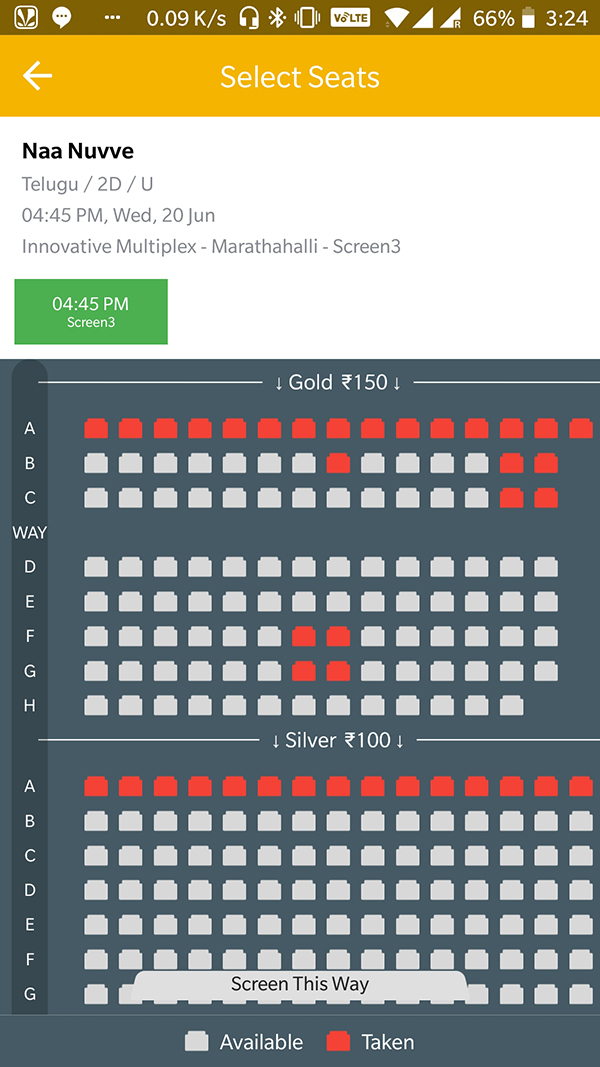 0.09 K/s VoLTE R 66% 3:24
Select Seats
Naa Nuvve
Telugu / 2D / U
04:45 PM, Wed, 20 Jun
Innovative Multiplex - Marathahalli - Screen3
04:45 PM
Screen3
↓ Gold ₹150 ↓
A
B
C
WAY
D
E
F
G
H
↓ Silver ₹100 ↓
A
B
C
D
E
F
G
Screen This Way
Available Taken